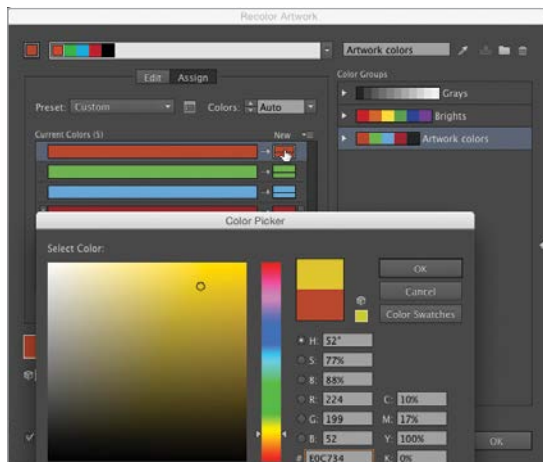 Recolor Artwork
Artwork colors
Edit Assign
Color Groups
Preset: Custom Colors: Auto
Grays
Brights
Artwork colors
Current Colors (5) New
Color Picker
Select Color:
OK
Cancel
Color Swatches
H: 52°
S: 77%
B: 88%
R: 224 C: 10%
G: 199 M: 17%
B: 52 Y: 100%
# E0C734 K: 0%
OK